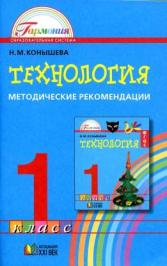 Гармония
ОБРАЗОВАТЕЛЬНАЯ СИСТЕМА
Н.М.КОНЫШЕВА
ТЕХНОЛОГИЯ
МЕТОДИЧЕСКИЕ РЕКОМЕНДАЦИИ
ТЕХНОЛОГИЯ
1
1
класс
АССОЦИАЦИЯ
XXI ВЕК